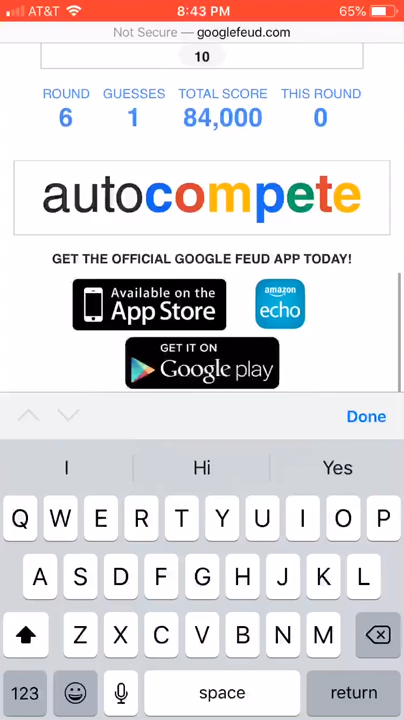 AT&T 8:43 PM 65%
Not Secure — googlefeud.com
10
ROUND GUESSES TOTAL SCORE THIS ROUND
6 1 84,000 0
autocompete
GET THE OFFICIAL GOOGLE FEUD APP TODAY!
Available on the
App Store
amazon
echo
GET IT ON
Google play
Done
I Hi Yes
Q W E R T Y U I O P
A S D F G H J K L
Z X C V B N M
123 space return